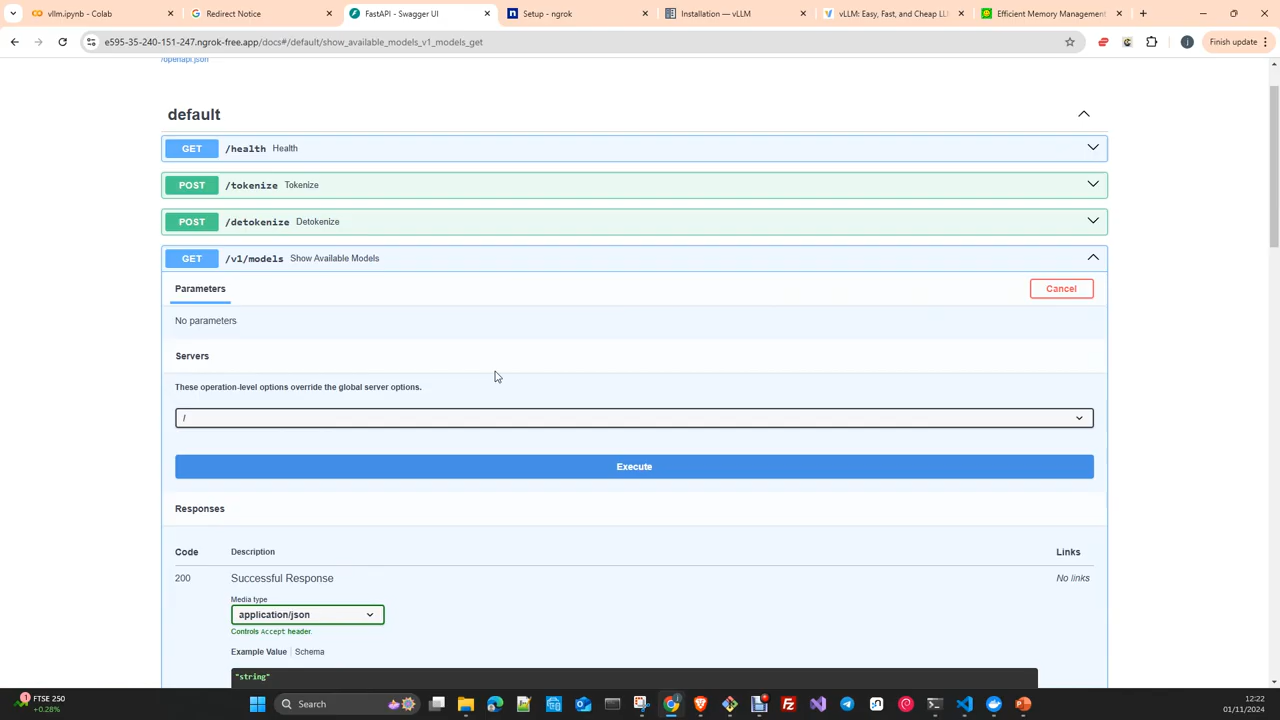 vllm.ipynb - Colab
Redirect Notice
FastAPI - Swagger UI
Setup - ngrok
Installation — vLLM
vLLM: Easy, Fast, and Cheap LL
Efficient Memory Management
e595-35-240-151-247.ngrok-free.app/docs#/default/show_available_models_v1_models_get
Finish update
/openapi.json
default
GET /health Health
POST /tokenize Tokenize
POST /detokenize Detokenize
GET /v1/models Show Available Models
Parameters
Cancel
No parameters
Servers
These operation-level options override the global server options.
/
Execute
Responses
Code Description Links
200 Successful Response No links
Media type
application/json
Controls Accept header.
Example Value Schema
"string"
FTSE 250
+0.28%
Search
12:22
01/11/2024